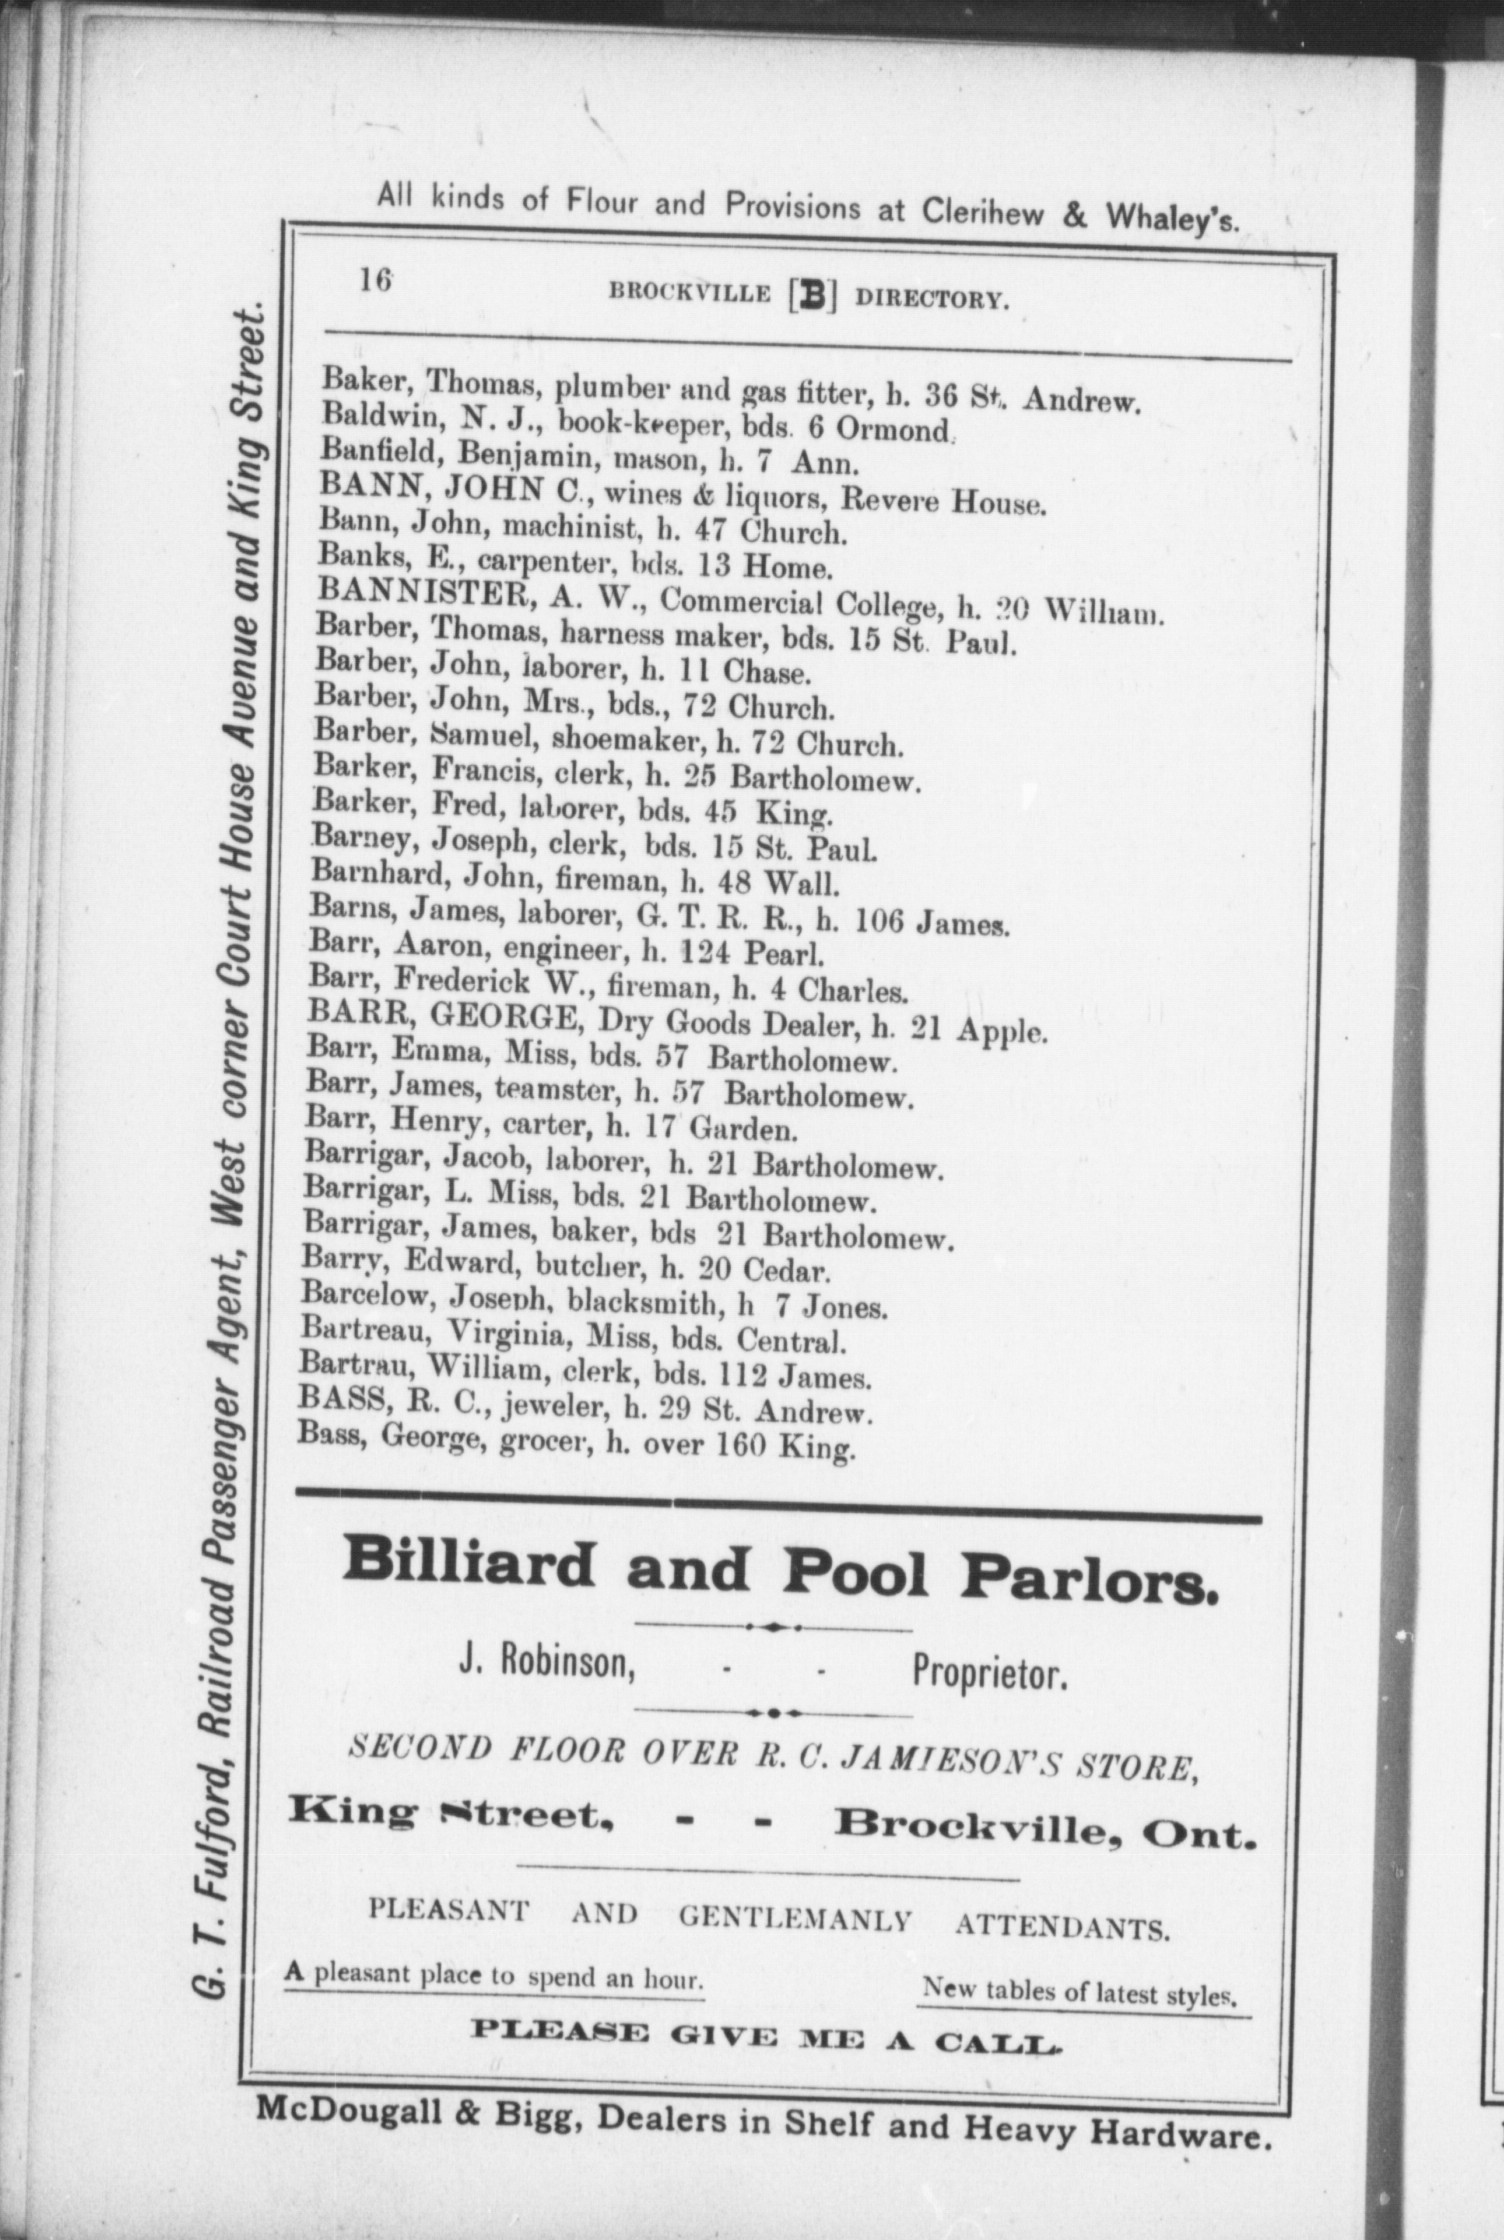 All kinds of Flour and Provisions at Clerihew & Whaley's.
16
BROCKVILLE [B] DIRECTORY.
Baker, Thomas, plumber and gas fitter, h. 36 St. Andrew.
Baldwin, N. J., book-keeper, bds. 6 Ormond.
Banfield, Benjamin, mason, h. 7 Ann.
BANN, JOHN C., wines & liquors, Revere House.
Bann, John, machinist, h. 47 Church.
Banks, E., carpenter, bds. 13 Home.
BANNISTER, A. W., Commercial College, h. 20 William.
Barber, Thomas, harness maker, bds. 15 St. Paul.
Barber, John, laborer, h. 11 Chase.
Barber, John, Mrs., bds., 72 Church.
Barber, Samuel, shoemaker, h. 72 Church.
Barker, Francis, clerk, h. 25 Bartholomew.
Barker, Fred, laborer, bds. 45 King.
Barney, Joseph, clerk, bds. 15 St. Paul.
Barnhard, John, fireman, h. 48 Wall.
Barns, James, laborer, G. T. R. R., h. 106 James.
Barr, Aaron, engineer, h. 124 Pearl.
Barr, Frederick W., fireman, h. 4 Charles.
BARR, GEORGE, Dry Goods Dealer, h. 21 Apple.
Barr, Emma, Miss, bds. 57 Bartholomew.
Barr, James, teamster, h. 57 Bartholomew.
Barr, Henry, carter, h. 17 Garden.
Barrigar, Jacob, laborer, h. 21 Bartholomew.
Barrigar, L. Miss, bds. 21 Bartholomew.
Barrigar, James, baker, bds 21 Bartholomew.
Barry, Edward, butcher, h. 20 Cedar.
Barcelow, Joseph, blacksmith, h 7 Jones.
Bartreau, Virginia, Miss, bds. Central.
Bartrau, William, clerk, bds. 112 James.
BASS, R. C., jeweler, h. 29 St. Andrew.
Bass, George, grocer, h. over 160 King.
Billiard and Pool Parlors.
J. Robinson, - - Proprietor.
SECOND FLOOR OVER R. C. JAMIESON'S STORE,
King Street, - - Brockville, Ont.
PLEASANT AND GENTLEMANLY ATTENDANTS.
A pleasant place to spend an hour. New tables of latest styles.
PLEASE GIVE ME A CALL.
McDougall & Bigg, Dealers in Shelf and Heavy Hardware.
G. T. Fulford, Railroad Passenger Agent, West corner Court House Avenue and King Street.